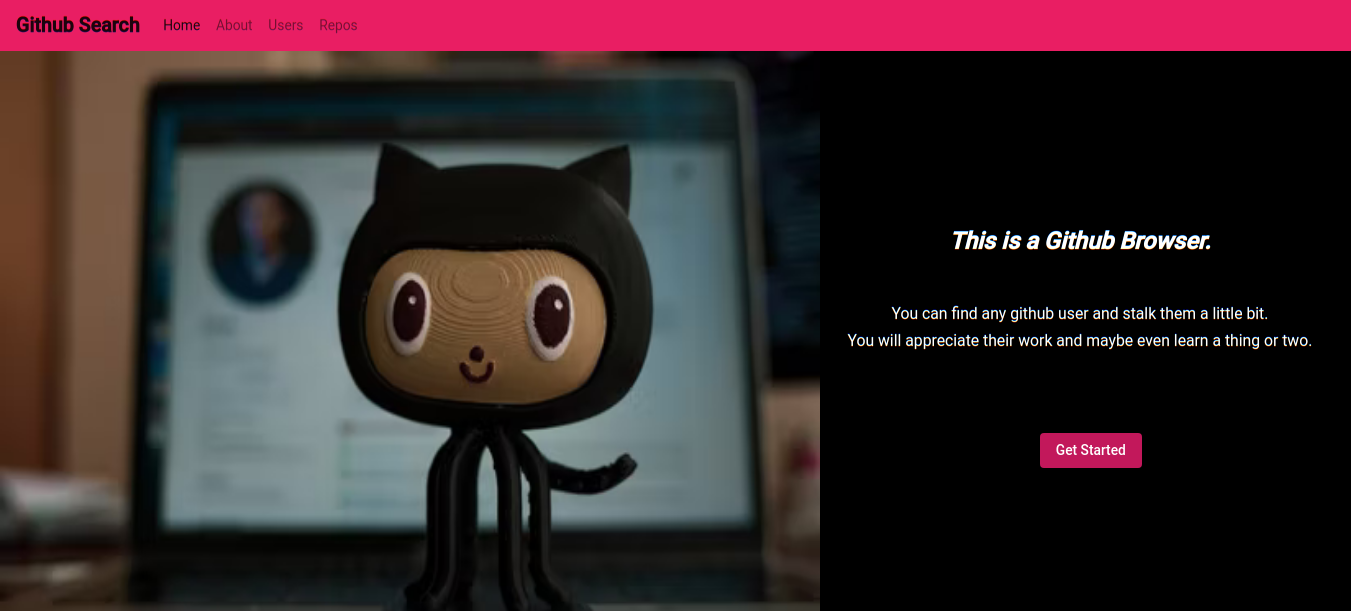 Github Search Home About Users Repos
This is a Github Browser.
You can find any github user and stalk them a little bit.
You will appreciate their work and maybe even learn a thing or two.
Get Started